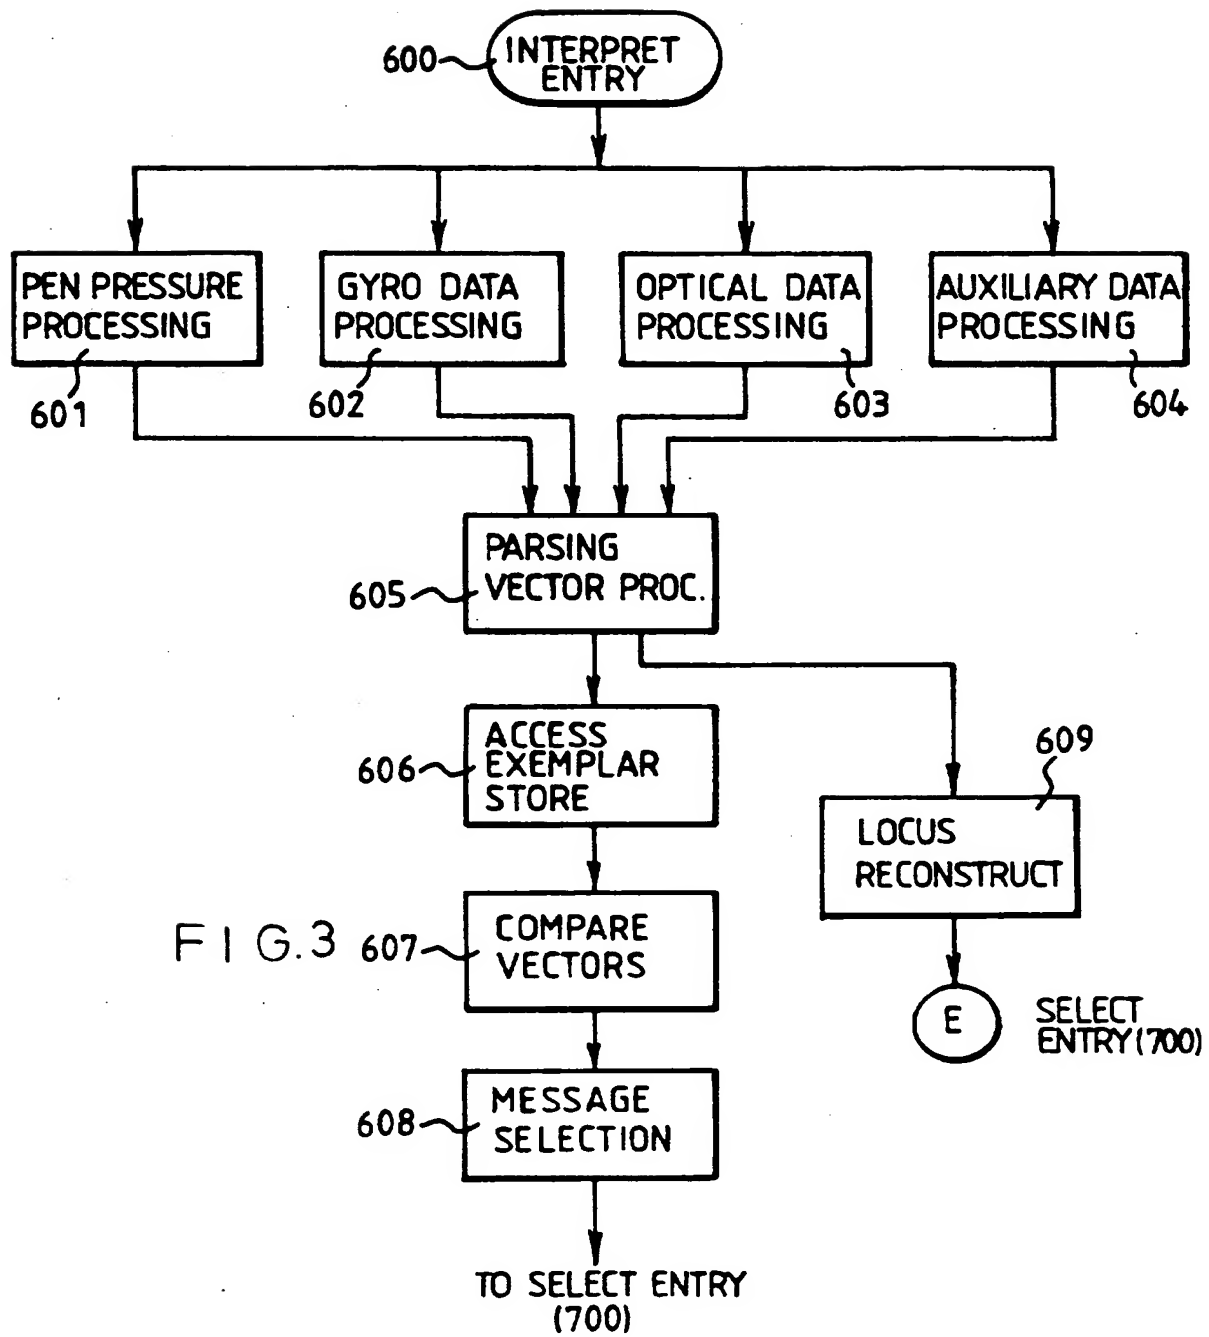 INTERPRET
ENTRY
600
PEN PRESSURE
PROCESSING
601
GYRO DATA
PROCESSING
602
OPTICAL DATA
PROCESSING
603
AUXILIARY DATA
PROCESSING
604
PARSING
VECTOR PROC.
605
ACCESS
EXEMPLAR
STORE
606
609
LOCUS
RECONSTRUCT
COMPARE
VECTORS
607
FIG.3
E
SELECT
ENTRY(700)
MESSAGE
SELECTION
608
TO SELECT ENTRY
(700)